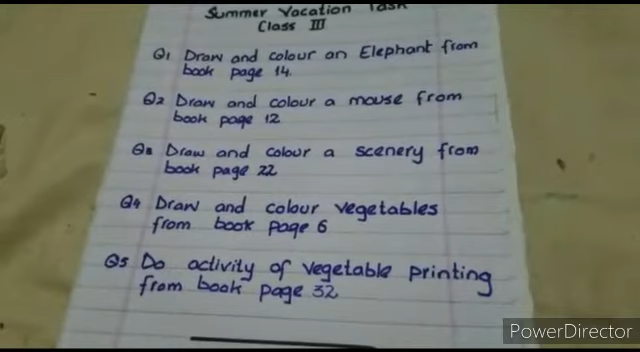 Summer Vacation Task
Class III
Q1 Draw and colour an Elephant from
book page 14.
Q2 Draw and colour a mouse from
book page 12
Q3 Draw and colour a scenery from
book page 22
Q4 Draw and colour vegetables
from book page 6
Q5 Do activity of vegetable printing
from book page 32
PowerDirector